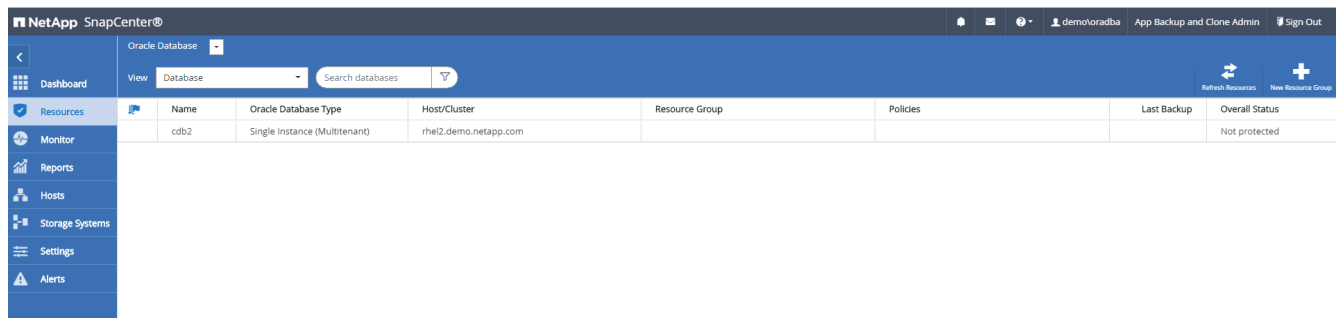 NetApp SnapCenter®
demo\oradba App Backup and Clone Admin Sign Out
Oracle Database
Dashboard
View Database Search databases
Refresh Resources New Resource Group
Resources
Name Oracle Database Type Host/Cluster Resource Group Policies Last Backup Overall Status
cdb2 Single Instance (Multitenant) rhel2.demo.netapp.com Not protected
Monitor
Reports
Hosts
Storage Systems
Settings
Alerts